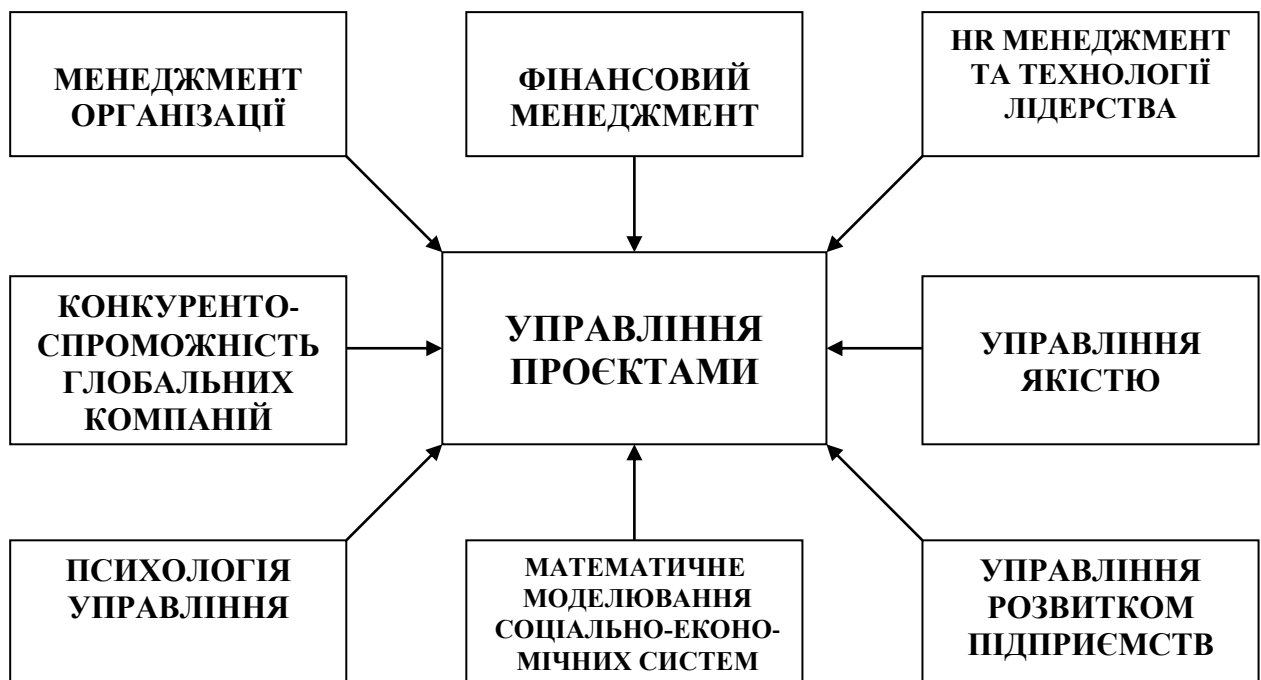 МЕНЕДЖМЕНТ
ОРГАНІЗАЦІЇ
ФІНАНСОВИЙ
МЕНЕДЖМЕНТ
HR МЕНЕДЖМЕНТ
ТА ТЕХНОЛОГІЇ
ЛІДЕРСТВА
КОНКУРЕНТО-
СПРОМОЖНІСТЬ
ГЛОБАЛЬНИХ
КОМПАНІЙ
УПРАВЛІННЯ
ПРОЄКТАМИ
УПРАВЛІННЯ
ЯКІСТЮ
ПСИХОЛОГІЯ
УПРАВЛІННЯ
МАТЕМАТИЧНЕ
МОДЕЛЮВАННЯ
СОЦІАЛЬНО-ЕКОНО-
МІЧНИХ СИСТЕМ
УПРАВЛІННЯ
РОЗВИТКОМ
ПІДПРИЄМСТВ